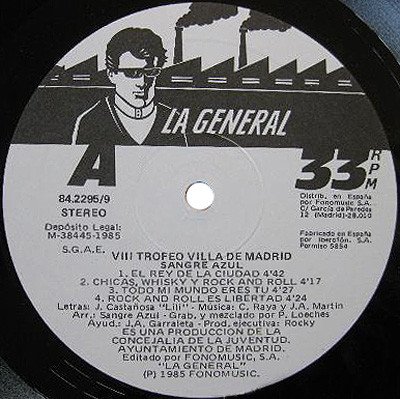 LA GENERAL
A
33 RPM
84.2295/9
STEREO
Depósito Legal:
M-38445-1985
S.G.A.E.
Distrib. en España
por Fonomusic S.A.
C/ García de Paredes
12 (Madrid)-28.010
Fabricado en España
por Iberofón. S.A.
Permiso 5854
VIII TROFEO VILLA DE MADRID
SANGRE AZUL
1. EL REY DE LA CIUDAD 4'42
2. CHICAS, WHISKY Y ROCK AND ROLL 4'17
3. TODO MI MUNDO ERES TU 4'27
4. ROCK AND ROLL ES LIBERTAD 4'24
Letras: J. Castañosa "Lili" - Música: C. Raya y J.A. Martín
Arr.: Sangre Azul - Grab. y mezclado por P. Loeches
Ayud.: J.A. Garraleta - Prod. ejecutiva: Rocky
ES UNA PRODUCCION DE LA
CONCEJALIA DE LA JUVENTUD.
AYUNTAMIENTO DE MADRID.
Editado por FONOMUSIC, S.A.
"LA GENERAL"
(P) 1985 FONOMUSIC.